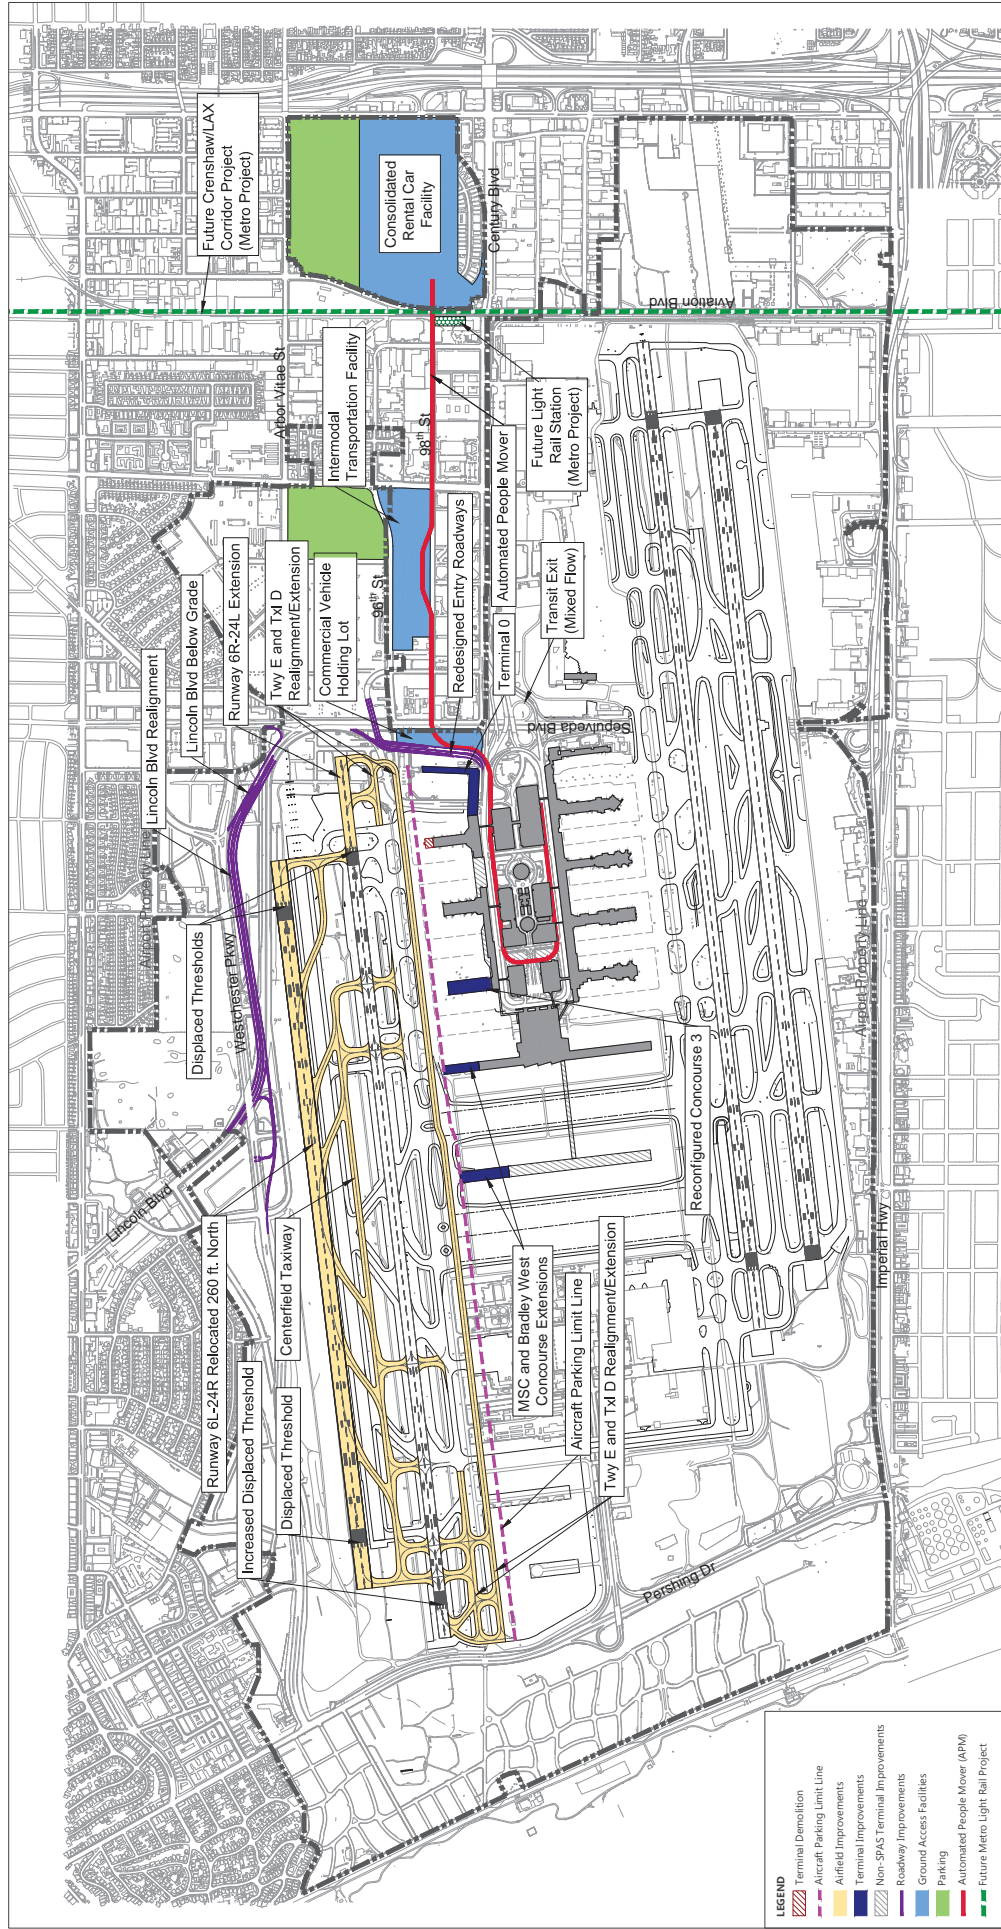 Future Crenshaw/LAX
Corridor Project
(Metro Project)
Consolidated
Rental Car
Facility
Century Blvd
Aviation Blvd
Arbor Vitae St
Intermodal
Transportation Facility
98th St
Future Light
Rail Station
(Metro Project)
Automated People Mover
96th St
Runway 6R-24L Extension
Twy E and Txl D
Realignment/Extension
Commercial Vehicle
Holding Lot
Redesigned Entry Roadways
Terminal 0
Transit Exit
(Mixed Flow)
Sepulveda Blvd
Lincoln Blvd Below Grade
Lincoln Blvd Realignment
Airport Property Line
Westchester Pkwy
Displaced Thresholds
Lincoln Blvd
Runway 6L-24R Relocated 260 ft. North
Centerfield Taxiway
Increased Displaced Threshold
Displaced Threshold
MSC and Bradley West
Concourse Extensions
Reconfigured Concourse 3
Aircraft Parking Limit Line
Twy E and Txl D Realignment/Extension
Airport Property Line
Imperial Hwy
Pershing Dr
LEGEND
Terminal Demolition
Aircraft Parking Limit Line
Airfield Improvements
Terminal Improvements
Non-SPAS Terminal Improvements
Roadway Improvements
Ground Access Facilities
Parking
Automated People Mover (APM)
Future Metro Light Rail Project